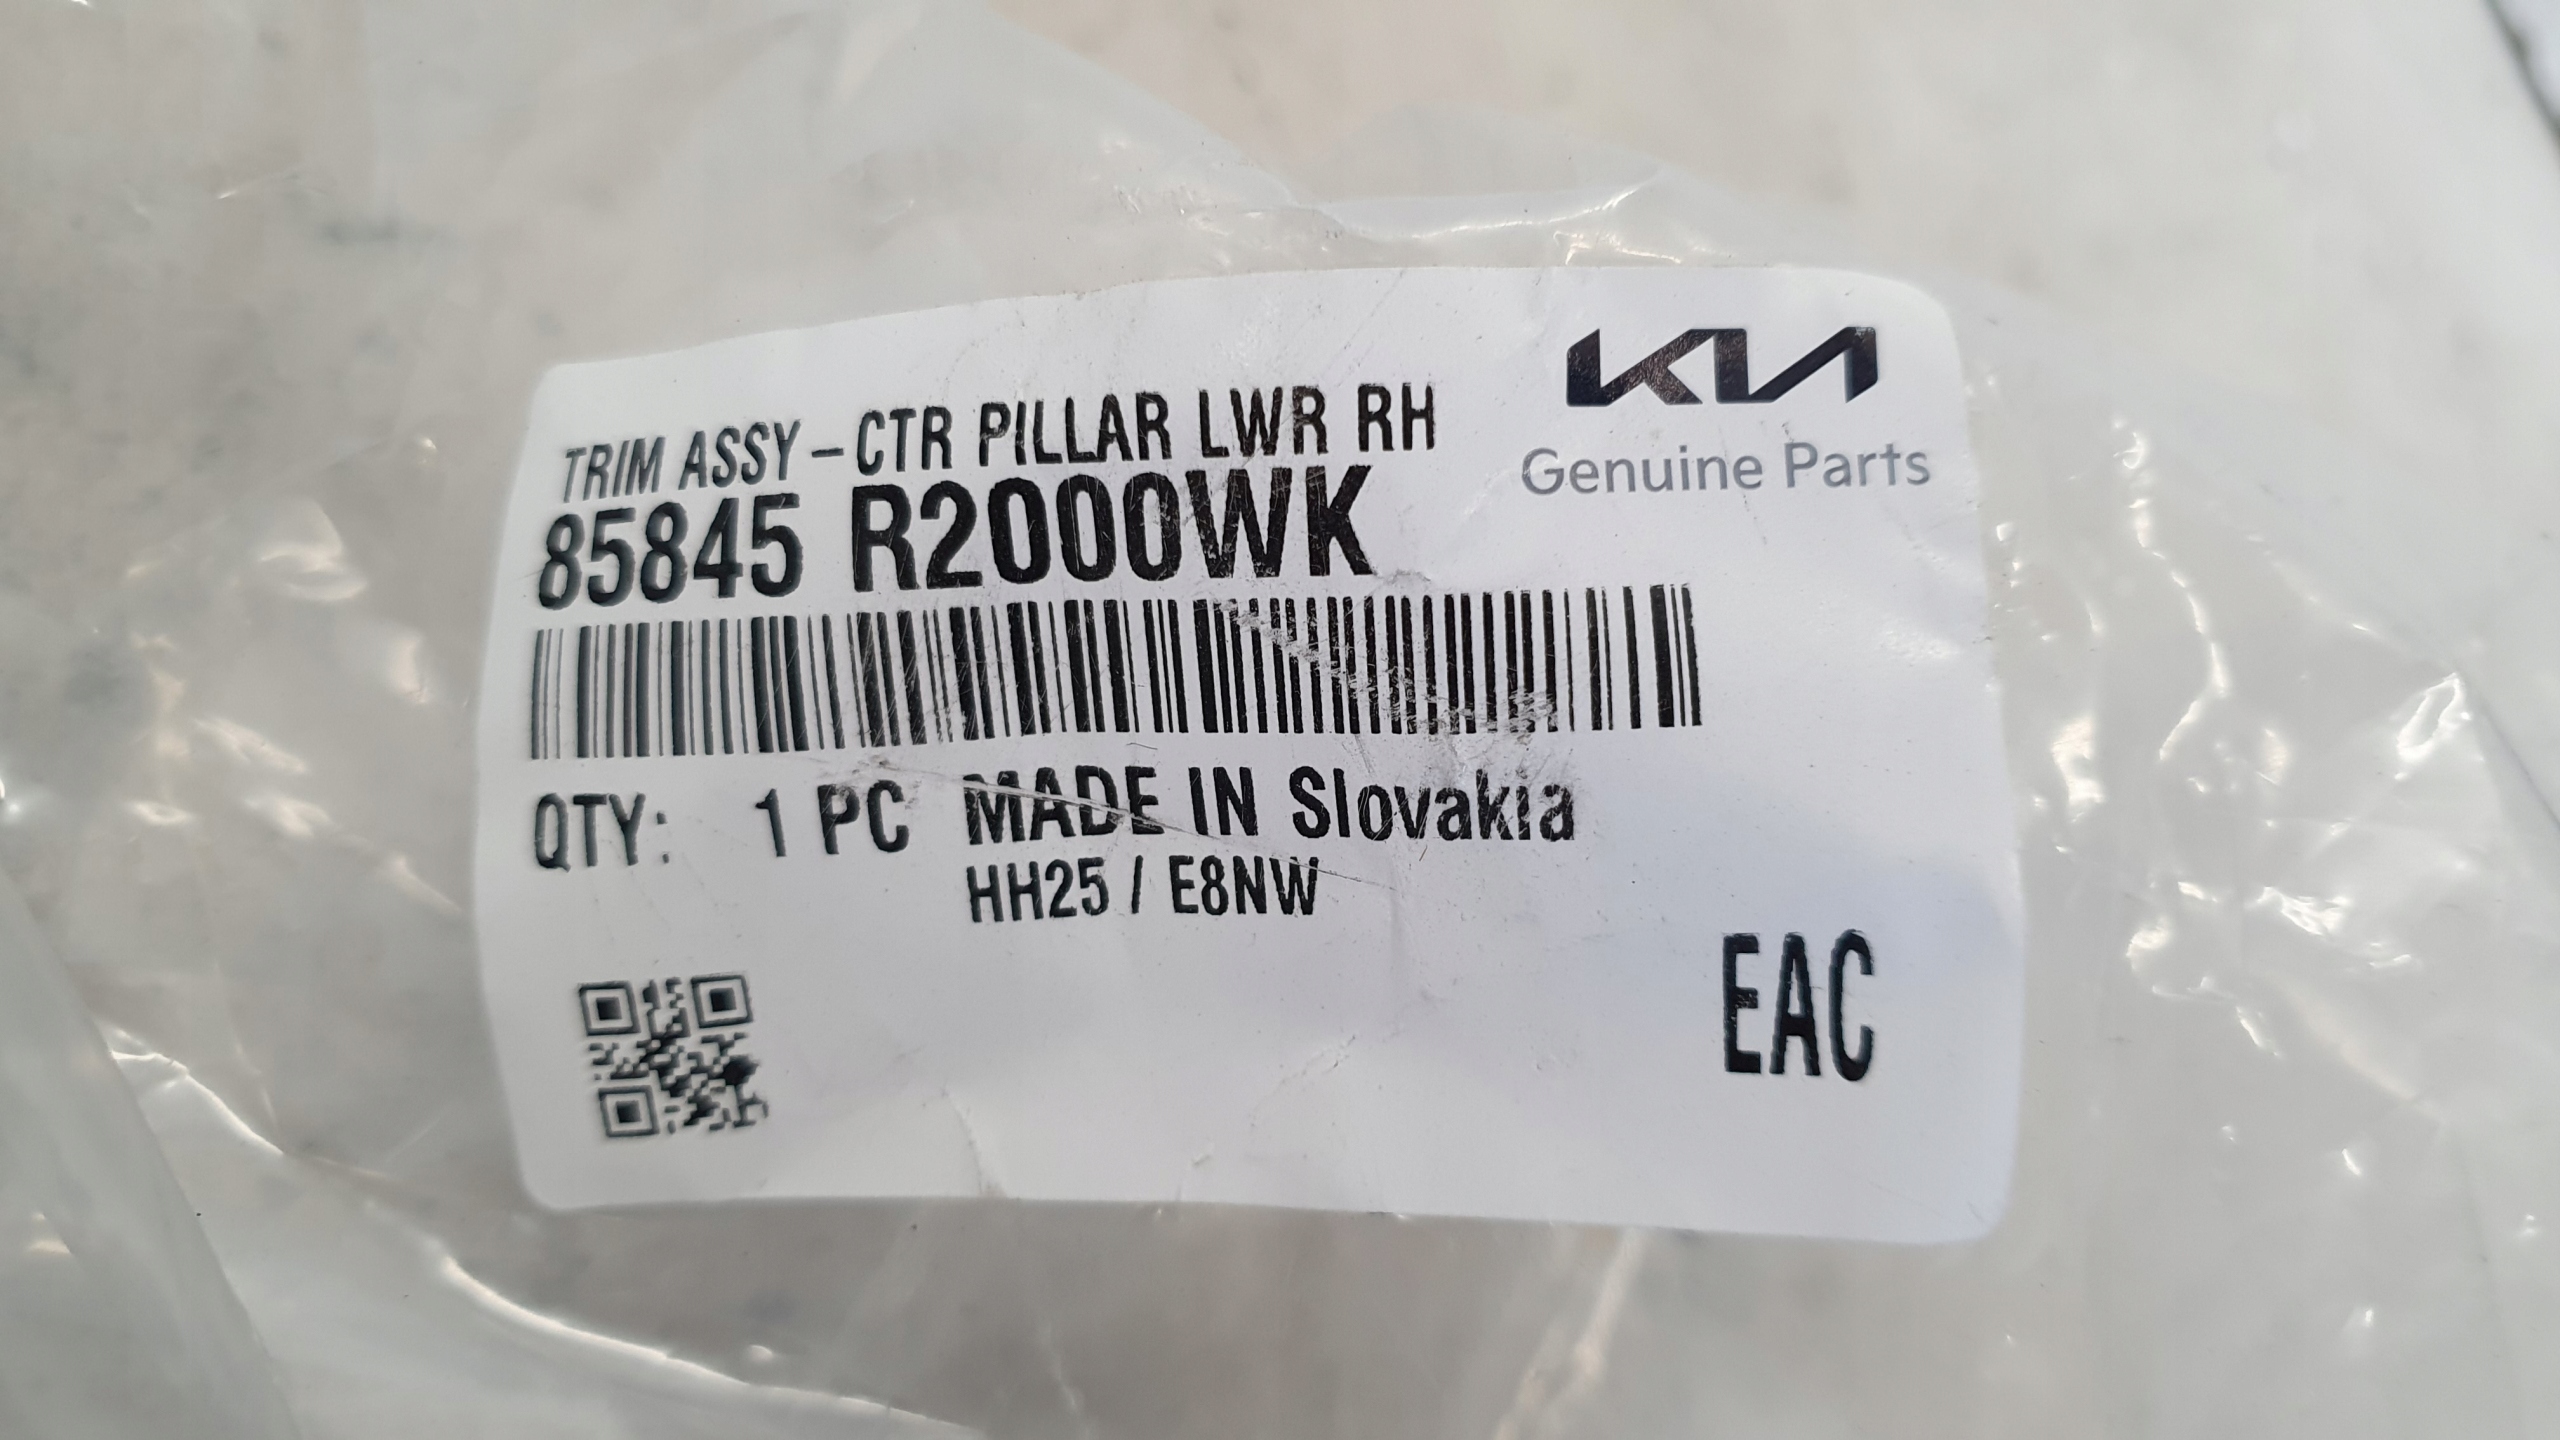 KIA
Genuine Parts
TRIM ASSY-CTR PILLAR LWR RH
85845 R2000WK
QTY: 1 PC MADE IN Slovakia
HH25 / E8NW
EAC